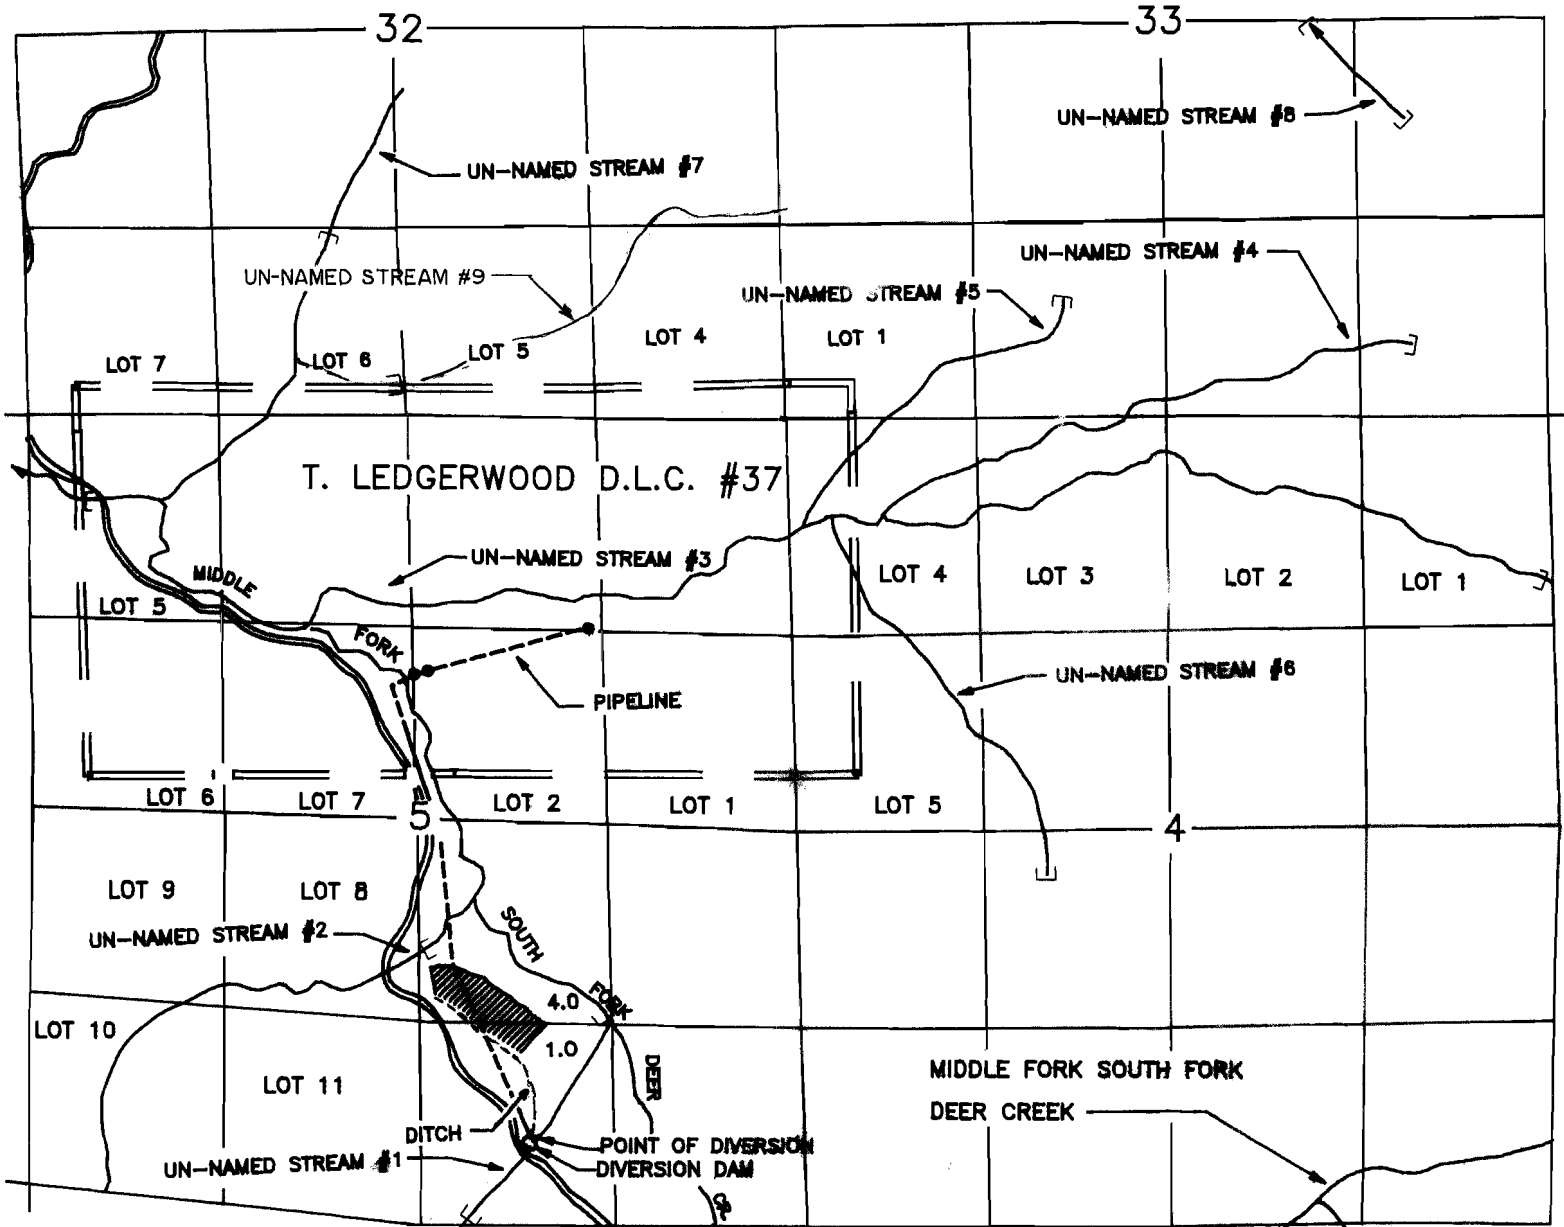 32
33
UN-NAMED STREAM #8
UN-NAMED STREAM #7
UN-NAMED STREAM #4
UN-NAMED STREAM #9
UN-NAMED STREAM #5
LOT 7
LOT 6
LOT 5
LOT 4
LOT 1
T. LEDGERWOOD D.L.C. #37
UN-NAMED STREAM #3
MIDDLE
LOT 5
LOT 4
LOT 3
LOT 2
LOT 1
FORK
PIPELINE
UN-NAMED STREAM #6
LOT 6
LOT 7
LOT 2
LOT 1
LOT 5
5
4
LOT 9
LOT 8
UN-NAMED STREAM #2
SOUTH
FORK
4.0
LOT 10
1.0
DEER
LOT 11
MIDDLE FORK SOUTH FORK
DEER CREEK
DITCH
POINT OF DIVERSION
DIVERSION DAM
UN-NAMED STREAM #1
CR.